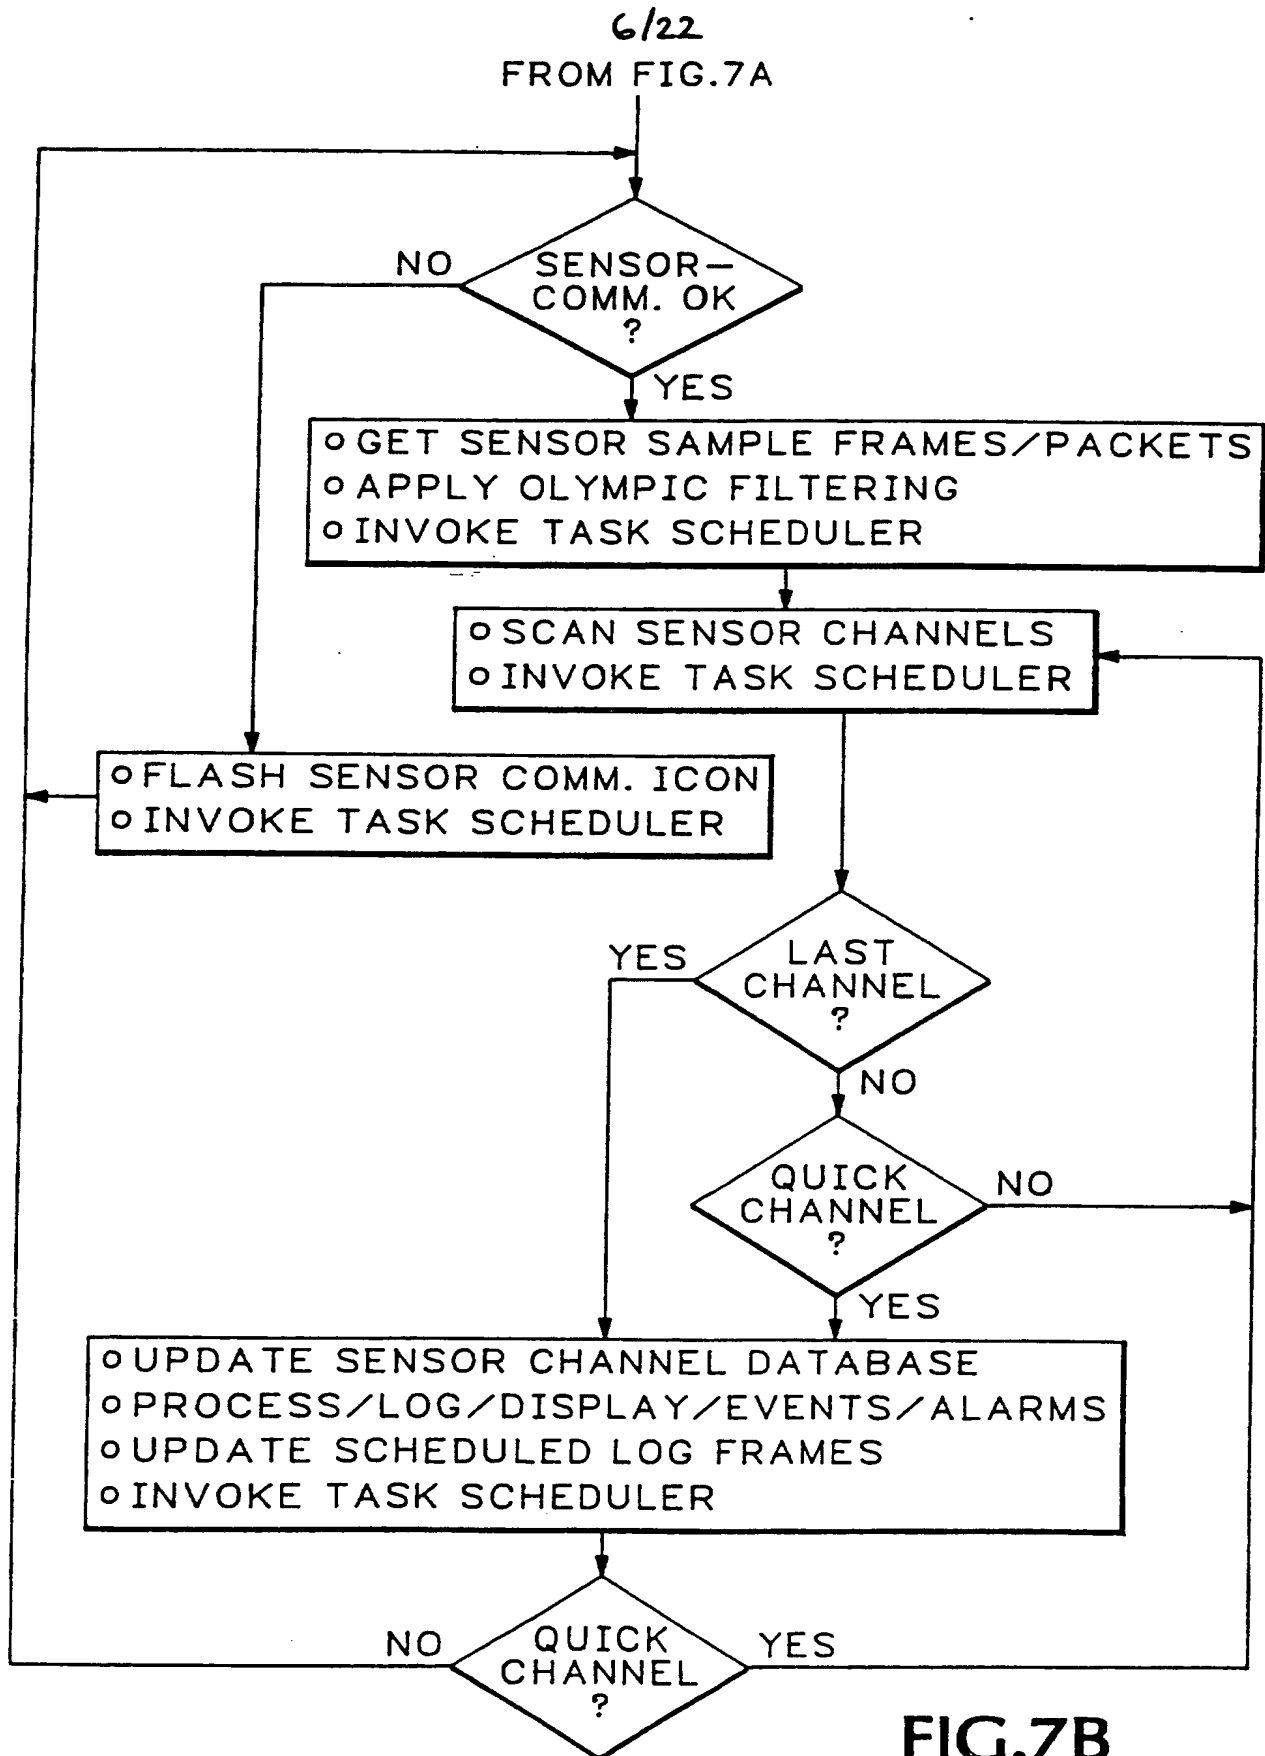 6/22
FROM FIG.7A
NO
SENSOR–
COMM. OK
?
YES
o GET SENSOR SAMPLE FRAMES/PACKETS
o APPLY OLYMPIC FILTERING
o INVOKE TASK SCHEDULER
o SCAN SENSOR CHANNELS
o INVOKE TASK SCHEDULER
o FLASH SENSOR COMM. ICON
o INVOKE TASK SCHEDULER
YES
LAST
CHANNEL
?
NO
QUICK
CHANNEL
?
NO
YES
o UPDATE SENSOR CHANNEL DATABASE
o PROCESS/LOG/DISPLAY/EVENTS/ALARMS
o UPDATE SCHEDULED LOG FRAMES
o INVOKE TASK SCHEDULER
NO
QUICK
CHANNEL
?
YES
FIG.7B